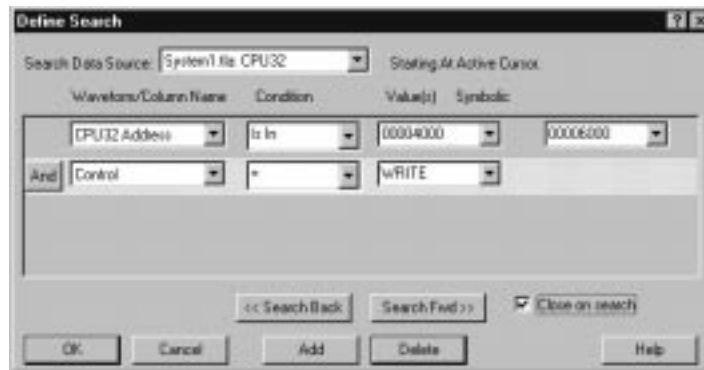 Define Search
Search Data Source: System1.tla: CPU32 Starting At Active Cursor.
Waveform/Column Name Condition Value(s) Symbolic
CPU32 Address Is In 00004000 00006000
And Control = WRITE
<< Search Back Search Fwd >> Close on search
OK Cancel Add Delete Help